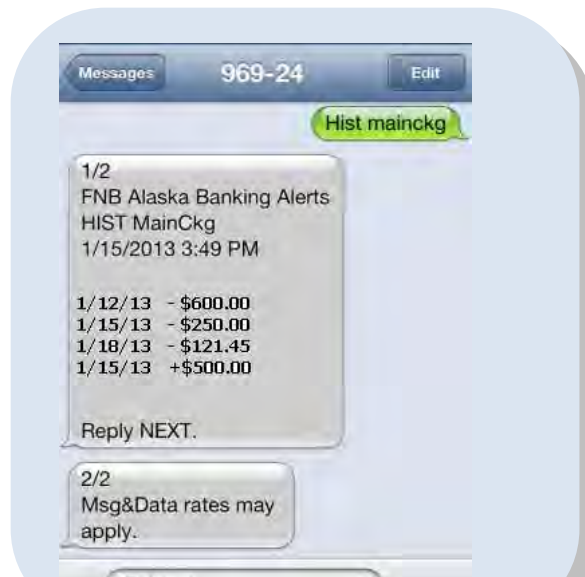 Messages 969-24 Edit
Hist mainckg
1/2
FNB Alaska Banking Alerts
HIST MainCkg
1/15/2013 3:49 PM
1/12/13 - $600.00
1/15/13 - $250.00
1/18/13 - $121.45
1/15/13 +$500.00
Reply NEXT.
2/2
Msg&Data rates may
apply.